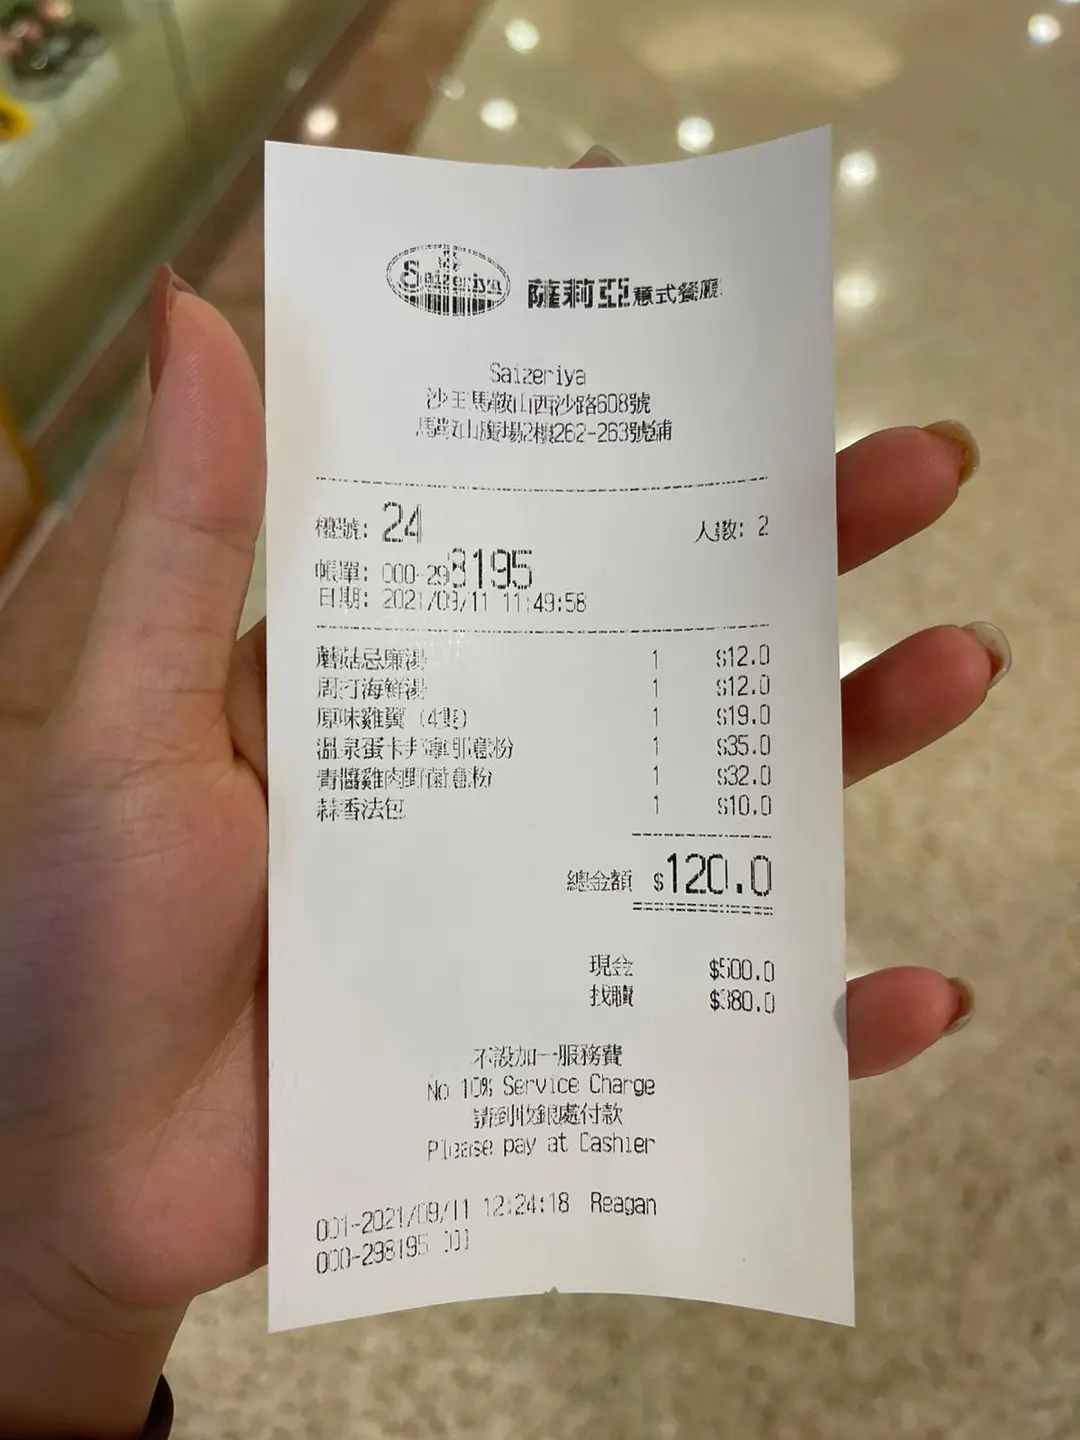 Saizeriya 薩莉亞意式餐廳
Saizeriya
沙王馬鞍山西沙路608號
馬鞍山廣場2樓262-263號舖
檯號: 24 人數: 2
帳單: 000-298195
日期: 2021/09/11 11:49:58
蘑菇忌廉湯 1 $12.0
周打海鮮湯 1 $12.0
原味雞翼 (4隻) 1 $19.0
溫泉蛋卡邦拿耶意粉 1 $35.0
青醬雞肉野菌意粉 1 $32.0
蒜香法包 1 $10.0
總金額 $120.0
現金 $500.0
找贖 $380.0
不設加一服務費
No 10% Service Charge
請到收銀處付款
Please pay at Cashier
001-2021/09/11 12:24:18 Reagan
000-298195